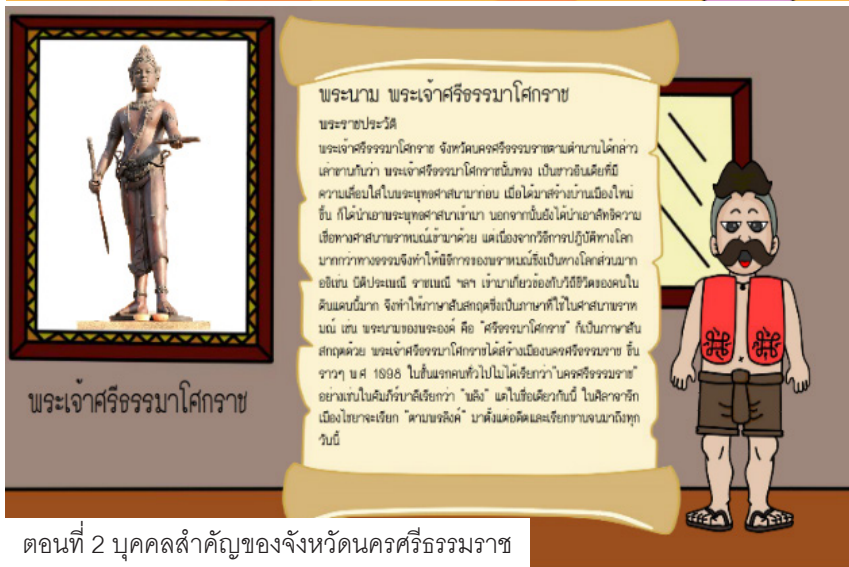 พระนาม พระเจ้าศรีธรรมาโศกราช
พระราชประวัติ
พระเจ้าศรีธรรมาโศกราช จังหวัดนครศรีธรรมราชตามตำนานได้กล่าว
เล่าขานกันว่า พระเจ้าศรีธรรมาโศกราชนั้นทรง เป็นชาวอินเดียที่มี
ความเลื่อมใสในพระพุทธศาสนามาก่อน เมื่อได้มาสร้างบ้านเมืองใหม่
ขึ้น ก็ได้นำเอาพระพุทธศาสนาเข้ามา นอกจากนั้นยังได้นำเอาลัทธิความ
เชื่อทางศาสนาพราหมณ์เข้ามาด้วย แต่เนื่องจากวิธีการปฏิบัติทางโลก
มากกว่าทางธรรมจึงทำให้พิธีการของพราหมณ์ซึ่งเป็นทางโลกส่วนมาก
อธิเช่น นิติประเพณี ราชเพณี ฯลฯ เข้ามาเกี่ยวข้องกับวิถีชีวิตของคนใน
ดินแดนนี้มาก จึงทำให้ภาษาสันสกฤตซึ่งเป็นภาษาที่ใช้ในศาสนาพราห
มณ์ เช่น พระนามของพระองค์ คือ "ศรีธรรมาโศกราช" ก็เป็นภาษาสัน
สกฤตด้วย พระเจ้าศรีธรรมาโศกราชได้สร้างเมืองนครศรีธรรมราช ขึ้น
ราวๆ พ.ศ 1098 ในชั้นแรกคนทั่วไปไม่ได้เรียกว่า"นครศรีธรรมราช"
อย่างเช่นในคัมภีร์บาลีเรียกว่า "พลิง" แต่ในชื่อเดียวกันนี้ ในศิลาจารึก
เมืองไชยาจะเรียก "ตามพรลิงค์" มาตั้งแต่อดีตและเรียกขานจนมาถึงทุก
วันนี้
พระเจ้าศรีธรรมาโศกราช
ตอนที่ 2 บุคคลสำคัญของจังหวัดนครศรีธรรมราช